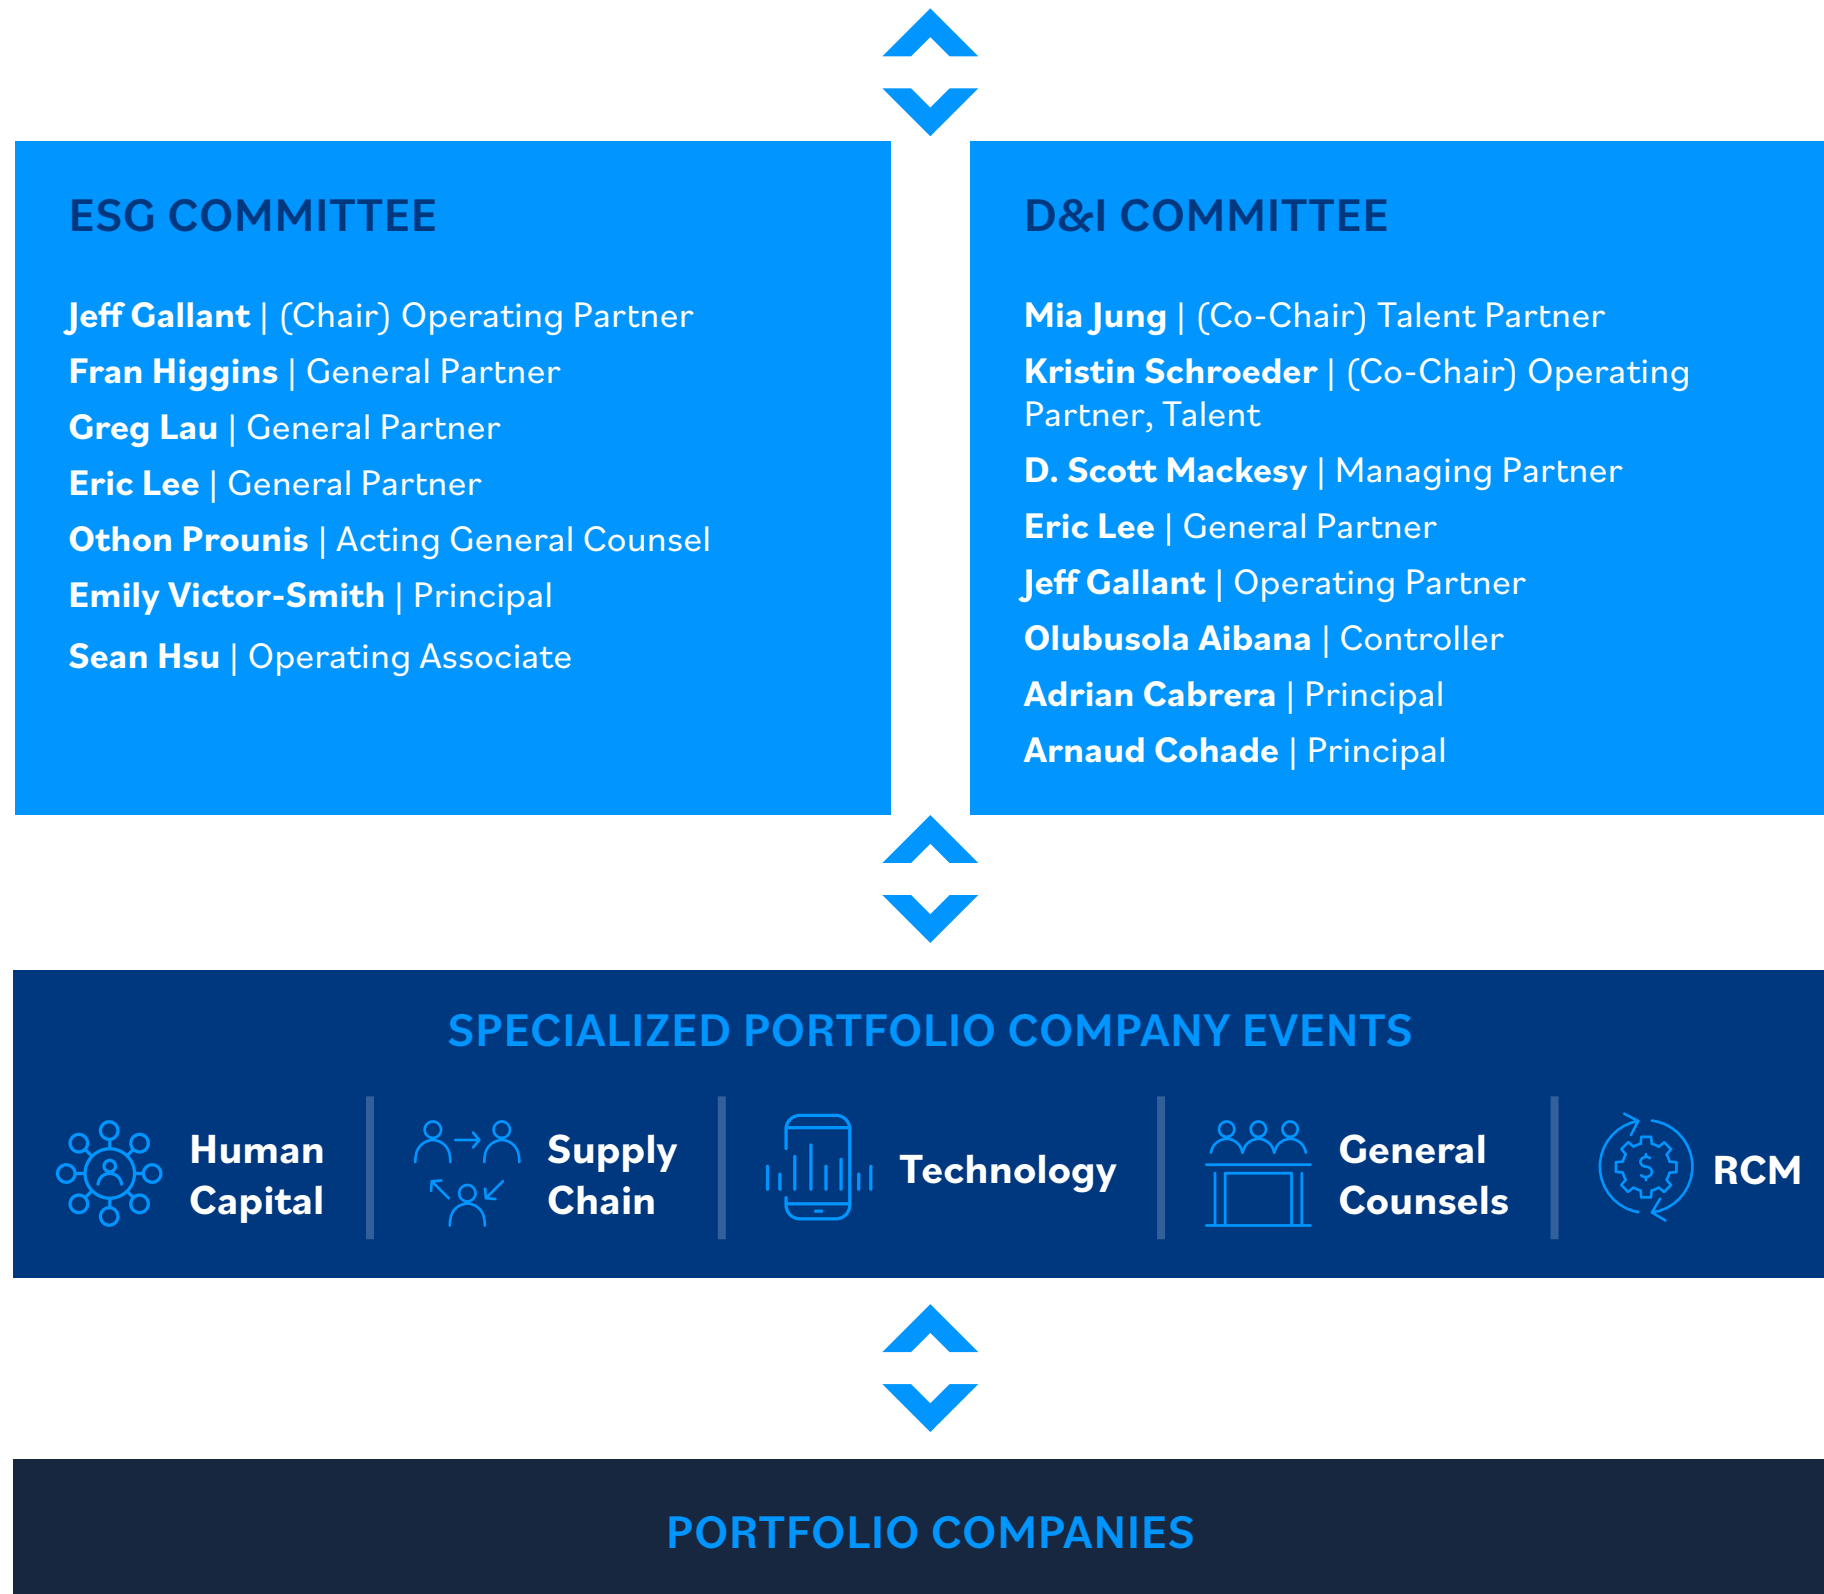 ESG COMMITTEE
Jeff Gallant | (Chair) Operating Partner
Fran Higgins | General Partner
Greg Lau | General Partner
Eric Lee | General Partner
Othon Prounis | Acting General Counsel
Emily Victor-Smith | Principal
Sean Hsu | Operating Associate
D&I COMMITTEE
Mia Jung | (Co-Chair) Talent Partner
Kristin Schroeder | (Co-Chair) Operating
Partner, Talent
D. Scott Mackesy | Managing Partner
Eric Lee | General Partner
Jeff Gallant | Operating Partner
Olubusola Aibana | Controller
Adrian Cabrera | Principal
Arnaud Cohade | Principal
SPECIALIZED PORTFOLIO COMPANY EVENTS
Human
Capital
Supply
Chain
Technology
General
Counsels
$
RCM
PORTFOLIO COMPANIES